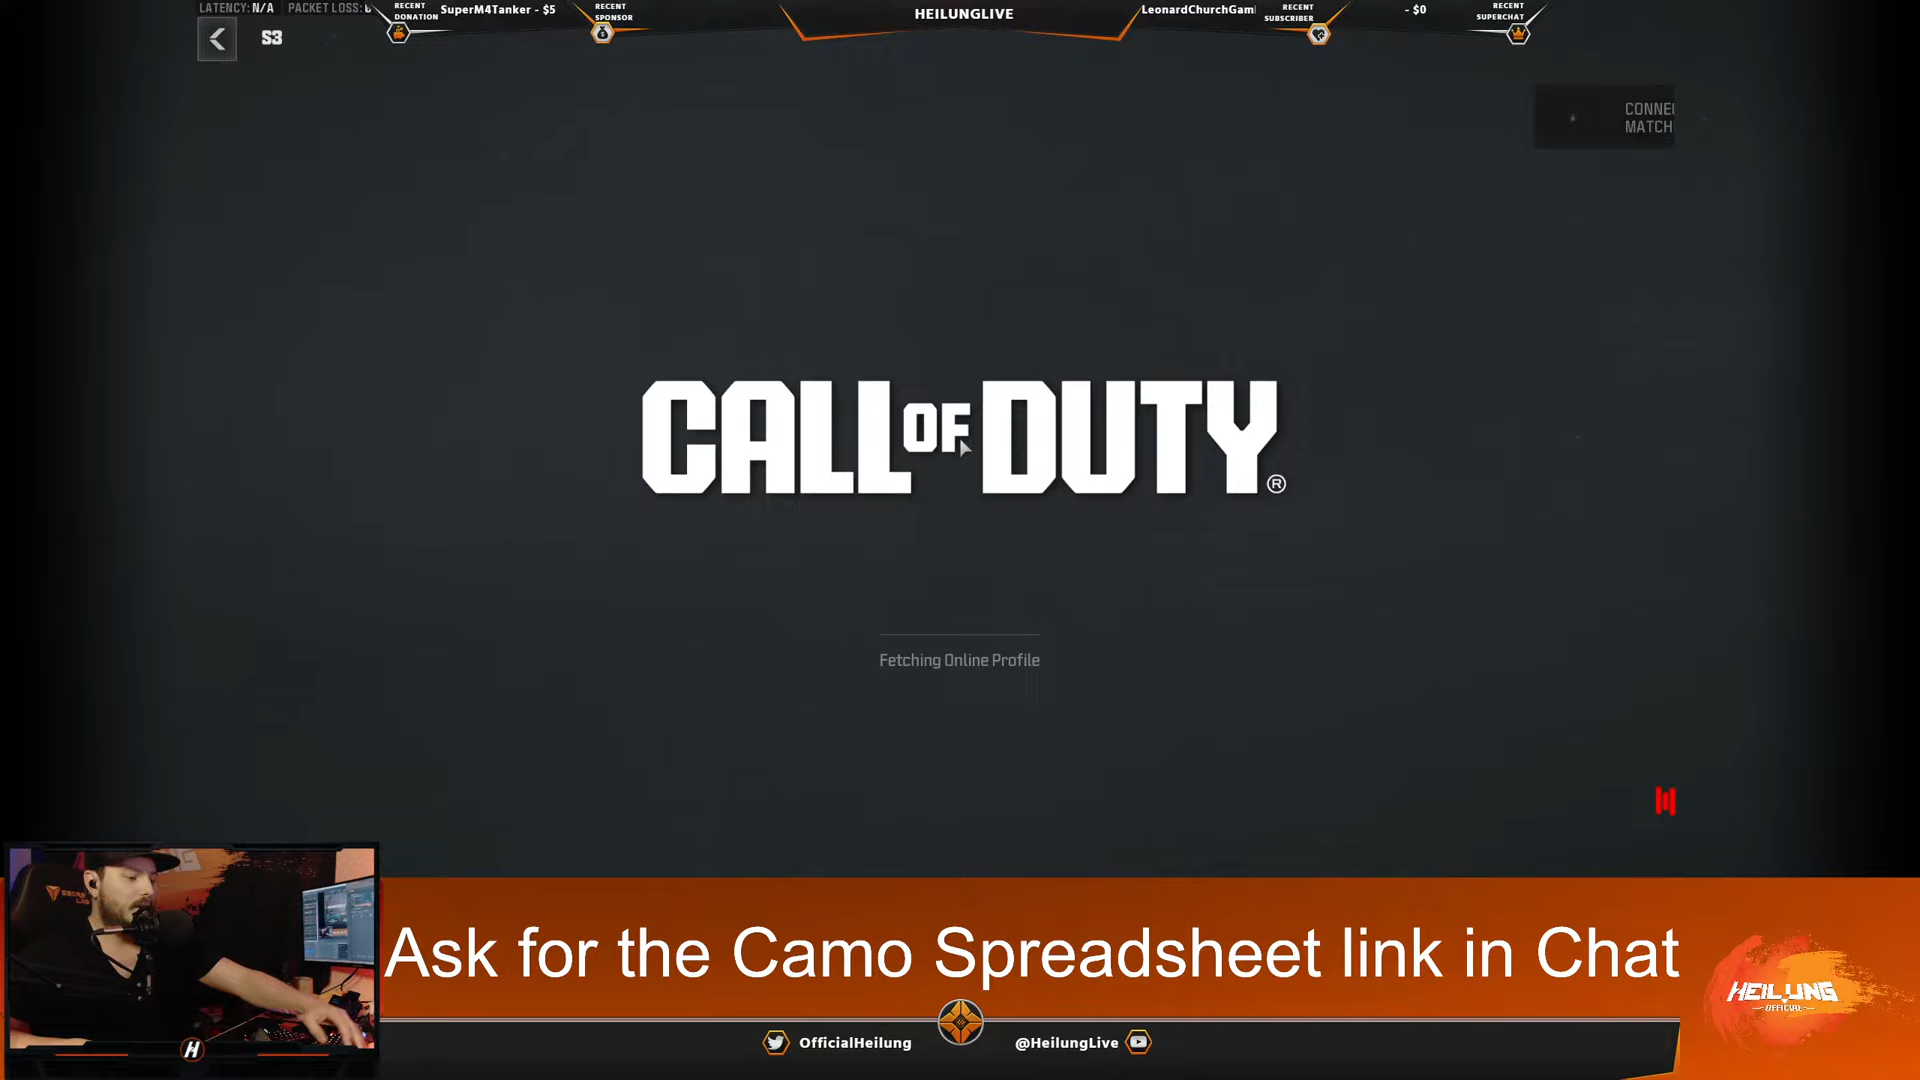 LATENCY: N/A PACKET LOSS:
RECENT
DONATION
SuperM4Tanker - $5
RECENT
SPONSOR
HEILUNGLIVE
LeonardChurchGam
RECENT
SUBSCRIBER
- $0
RECENT
SUPERCHAT
S3
CONNE
MATCH
CALL OF DUTY®
Fetching Online Profile
Ask for the Camo Spreadsheet link in Chat
HEILUNG
OFFICIAL
OfficialHeilung
@HeilungLive
H